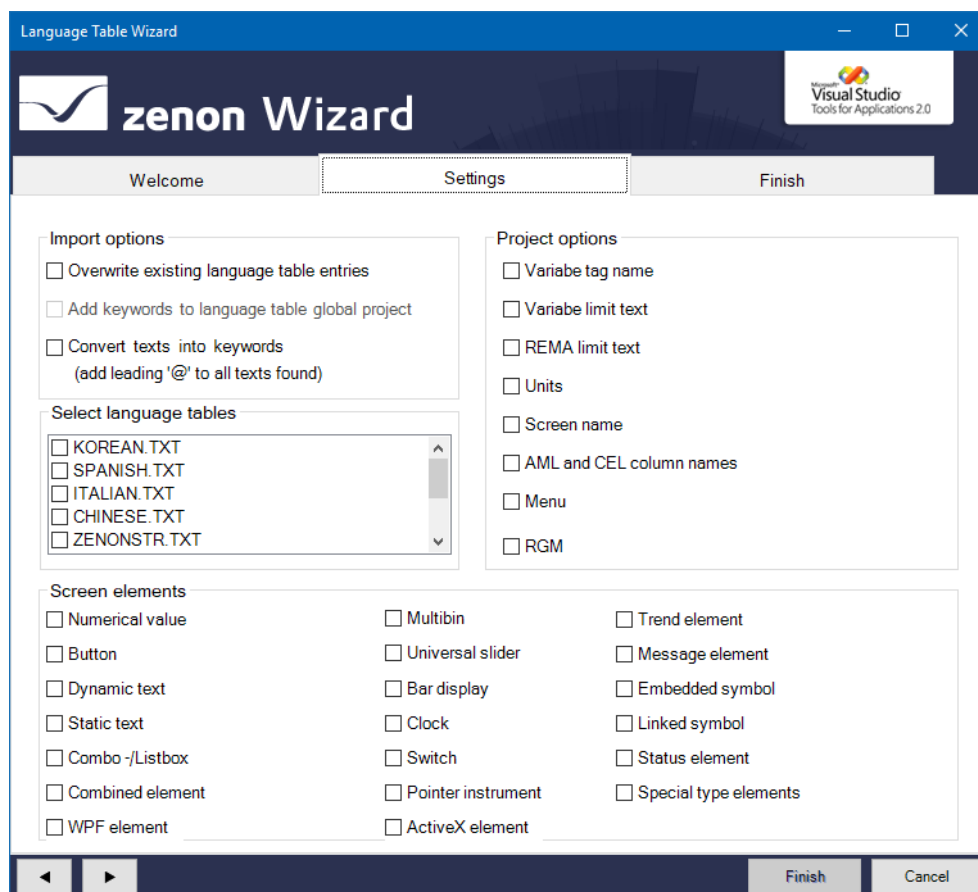 Language Table Wizard
Microsoft
Visual Studio
Tools for Applications 2.0
zenon Wizard
Welcome
Settings
Finish
Import options
Overwrite existing language table entries
Add keywords to language table global project
Convert texts into keywords
(add leading '@' to all texts found)
Select language tables
KOREAN.TXT
SPANISH.TXT
ITALIAN.TXT
CHINESE.TXT
ZENONSTR.TXT
Project options
Variabe tag name
Variabe limit text
REMA limit text
Units
Screen name
AML and CEL column names
Menu
RGM
Screen elements
Numerical value
Button
Dynamic text
Static text
Combo -/Listbox
Combined element
WPF element
Multibin
Universal slider
Bar display
Clock
Switch
Pointer instrument
ActiveX element
Trend element
Message element
Embedded symbol
Linked symbol
Status element
Special type elements
Finish
Cancel